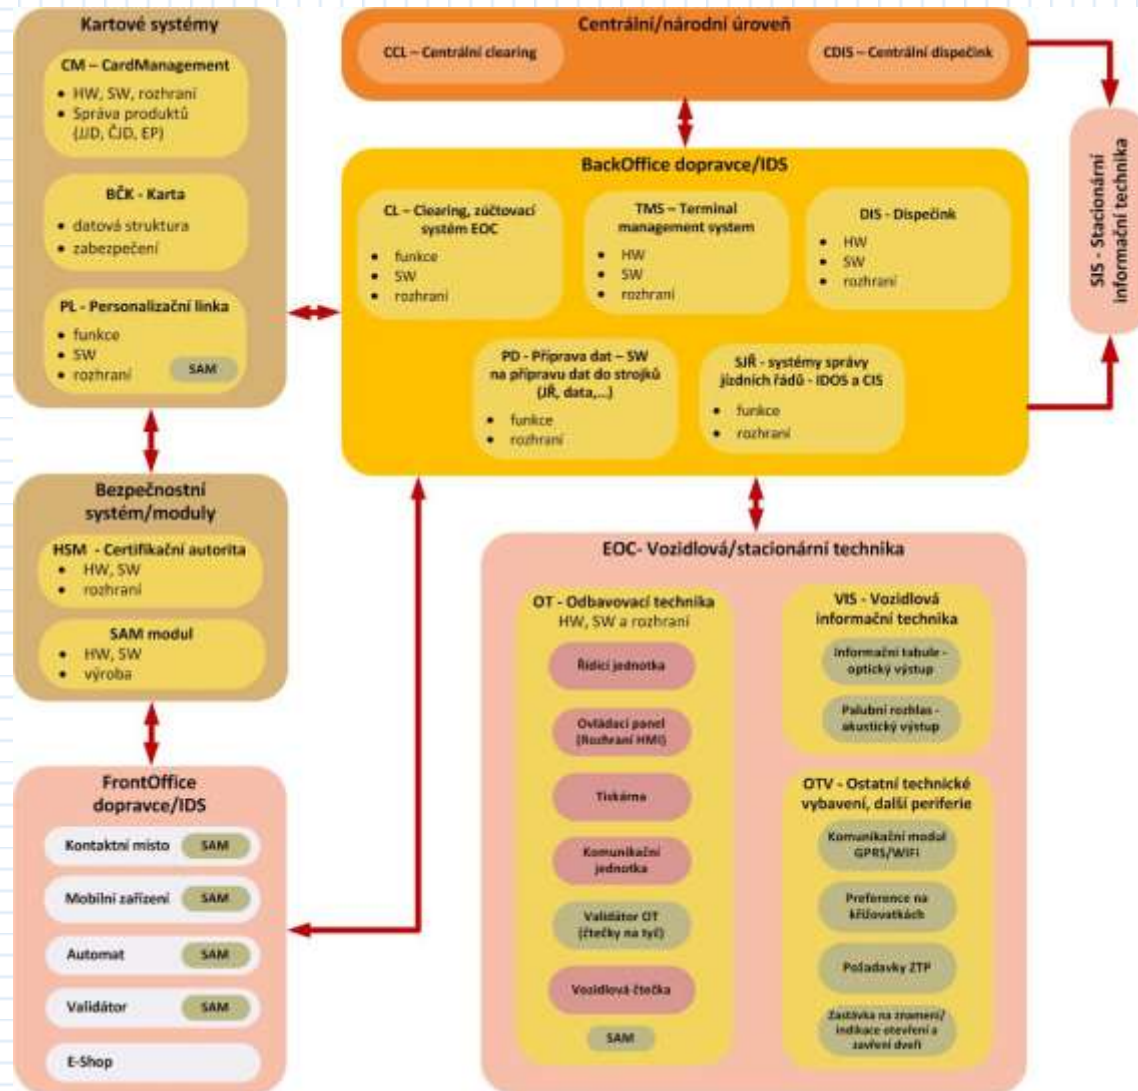 Kartové systémy
CM – CardManagement
• HW, SW, rozhraní
• Správa produktů
(JJD, ČJD, EP)
BČK - Karta
• datová struktura
• zabezpečení
PL - Personalizační linka
• funkce
• SW
• rozhraní
SAM
Bezpečnostní
systém/moduly
HSM - Certifikační autorita
• HW, SW
• rozhraní
SAM modul
• HW, SW
• výroba
FrontOffice
dopravce/IDS
Kontaktní místo SAM
Mobilní zařízení SAM
Automat SAM
Validátor SAM
E-Shop
Centrální/národní úroveň
CCL – Centrální clearing
CDIS – Centrální dispečink
BackOffice dopravce/IDS
CL – Clearing, zúčtovací
systém EOC
• funkce
• SW
• rozhraní
TMS – Terminal
management system
• HW
• SW
• rozhraní
DIS - Dispečink
• HW
• SW
• rozhraní
PD - Příprava dat – SW
na přípravu dat do strojků
(JŘ, data,...)
• funkce
• rozhraní
SJŘ - systémy správy
jízdních řádů - IDOS a CIS
• funkce
• rozhraní
SIS - Stacionární
informační technika
EOC- Vozidlová/stacionární technika
OT - Odbavovací technika
HW, SW a rozhraní
Řídící jednotka
Ovládací panel
(Rozhraní HMI)
Tiskárna
Komunikační
jednotka
Validátor OT
(čtečky na tyč)
Vozidlová čtečka
SAM
VIS - Vozidlová
informační technika
Informační tabule -
optický výstup
Palubní rozhlas -
akustický výstup
OTV - Ostatní technické
vybavení, další periferie
Komunikační modul
GPRS/WIFI
Preference na
křižovatkách
Požadavky ZTP
Zastávka na znamení/
indikace otevření a
zavření dveří